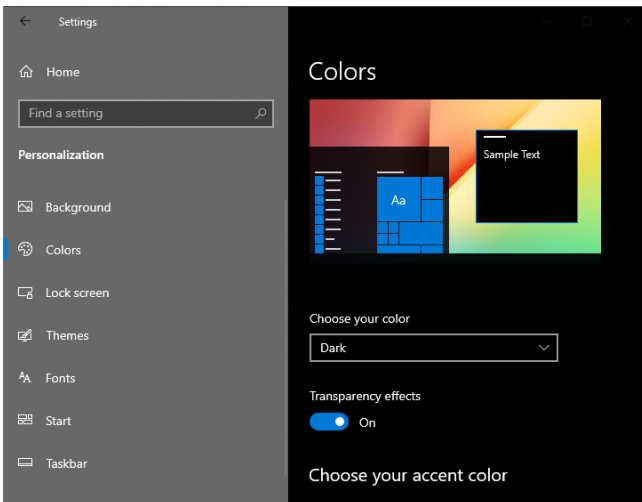 Settings
Home
Find a setting
Personalization
Background
Colors
Lock screen
Themes
Fonts
Start
Taskbar
Colors
Sample Text
Aa
Choose your color
Dark
Transparency effects
On
Choose your accent color